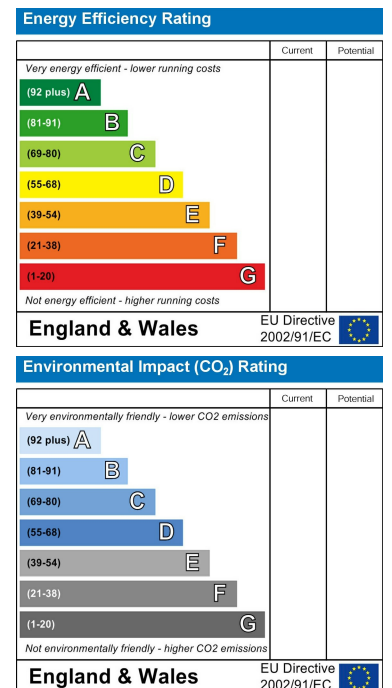 Energy Efficiency Rating
Current Potential
Very energy efficient - lower running costs
(92 plus) A
(81-91) B
(69-80) C
(55-68) D
(39-54) E
(21-38) F
(1-20) G
Not energy efficient - higher running costs
England & Wales
EU Directive
2002/91/EC
Environmental Impact (CO₂) Rating
Current Potential
Very environmentally friendly - lower CO2 emissions
(92 plus) A
(81-91) B
(69-80) C
(55-68) D
(39-54) E
(21-38) F
(1-20) G
Not environmentally friendly - higher CO2 emissions
England & Wales
EU Directive
2002/91/EC